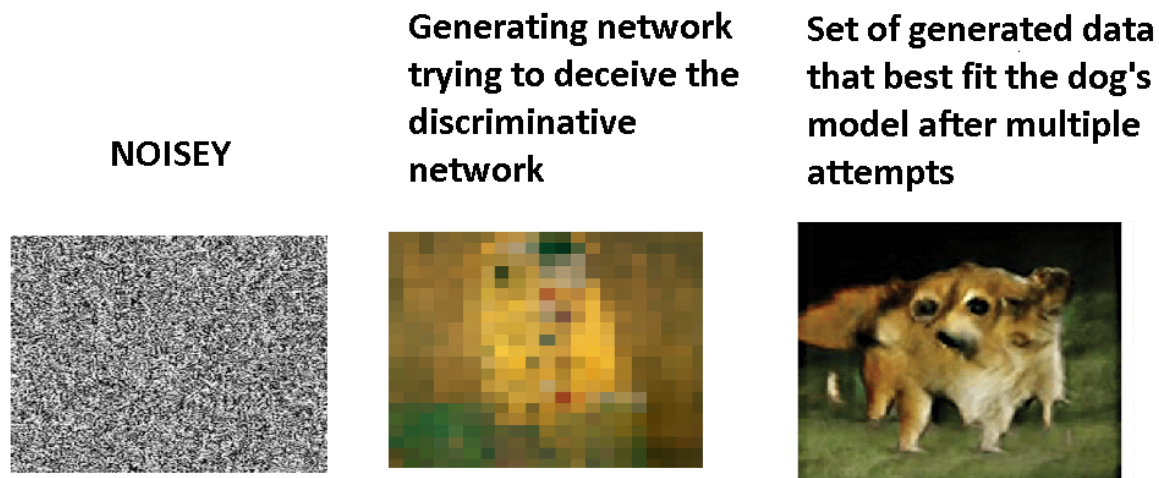 NOISEY
Generating network
trying to deceive the
discriminative
network
Set of generated data
that best fit the dog's
model after multiple
attempts